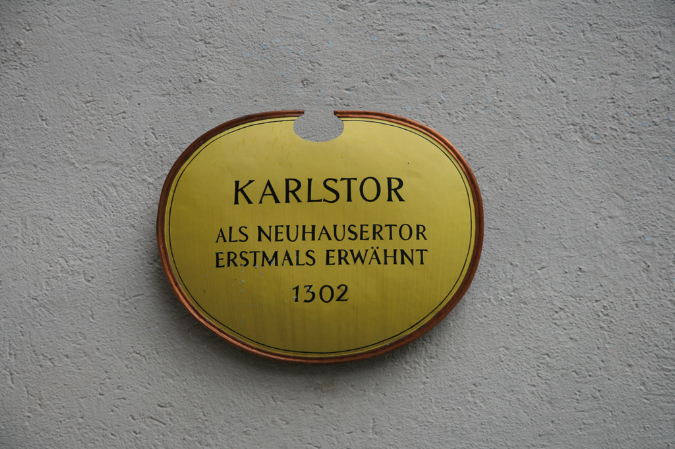 KARLSTOR
ALS NEUHAUSERTOR
ERSTMALS ERWÄHNT
1302